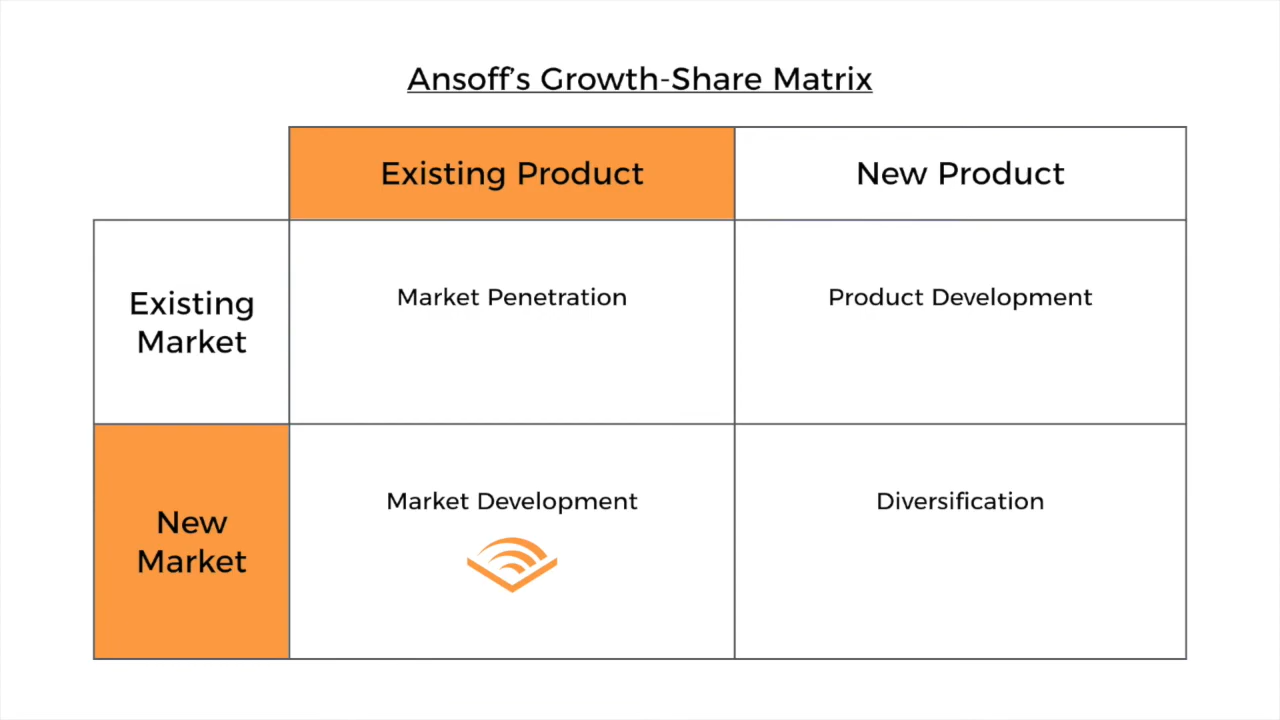 Ansoff's Growth-Share Matrix
Existing Product
New Product
Existing
Market
Market Penetration
Product Development
New
Market
Market Development
Diversification